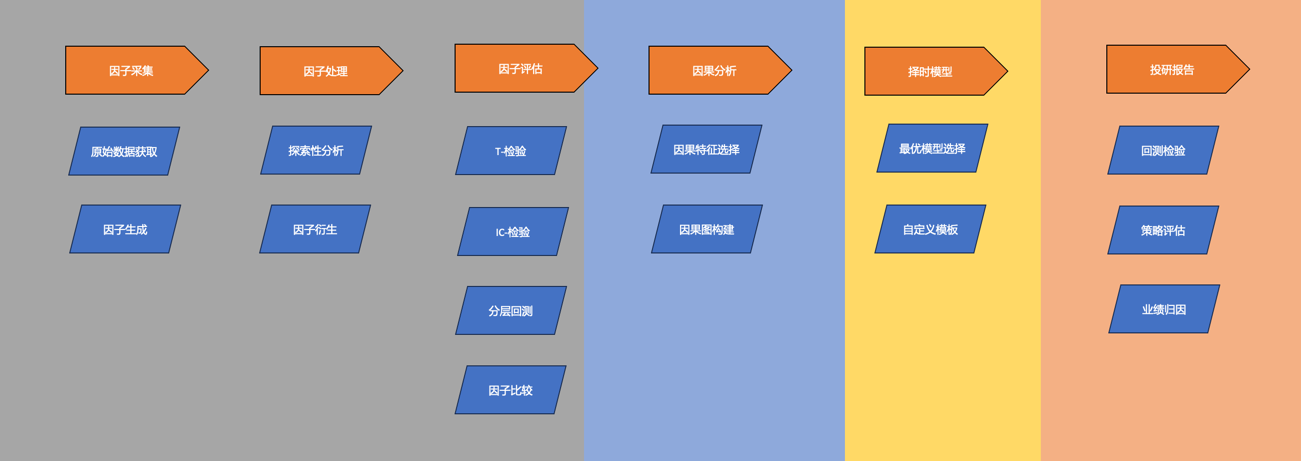 因子采集
因子处理
因子评估
因果分析
择时模型
投研报告
原始数据获取
探索性分析
T-检验
因果特征选择
最优模型选择
回测检验
因子生成
因子衍生
IC-检验
因果图构建
自定义模板
策略评估
分层回测
业绩归因
因子比较